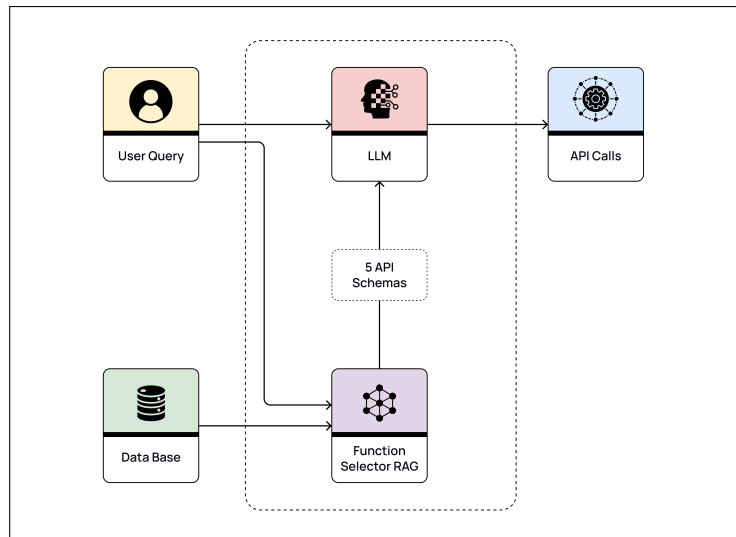 User Query
LLM
API Calls
5 API
Schemas
Data Base
Function
Selector RAG